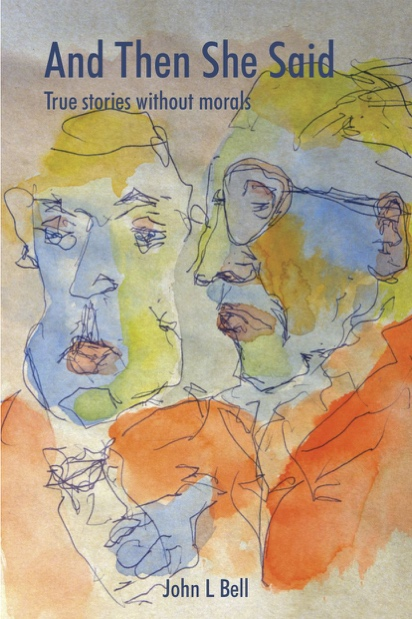 And Then She Said
True stories without morals
John L Bell